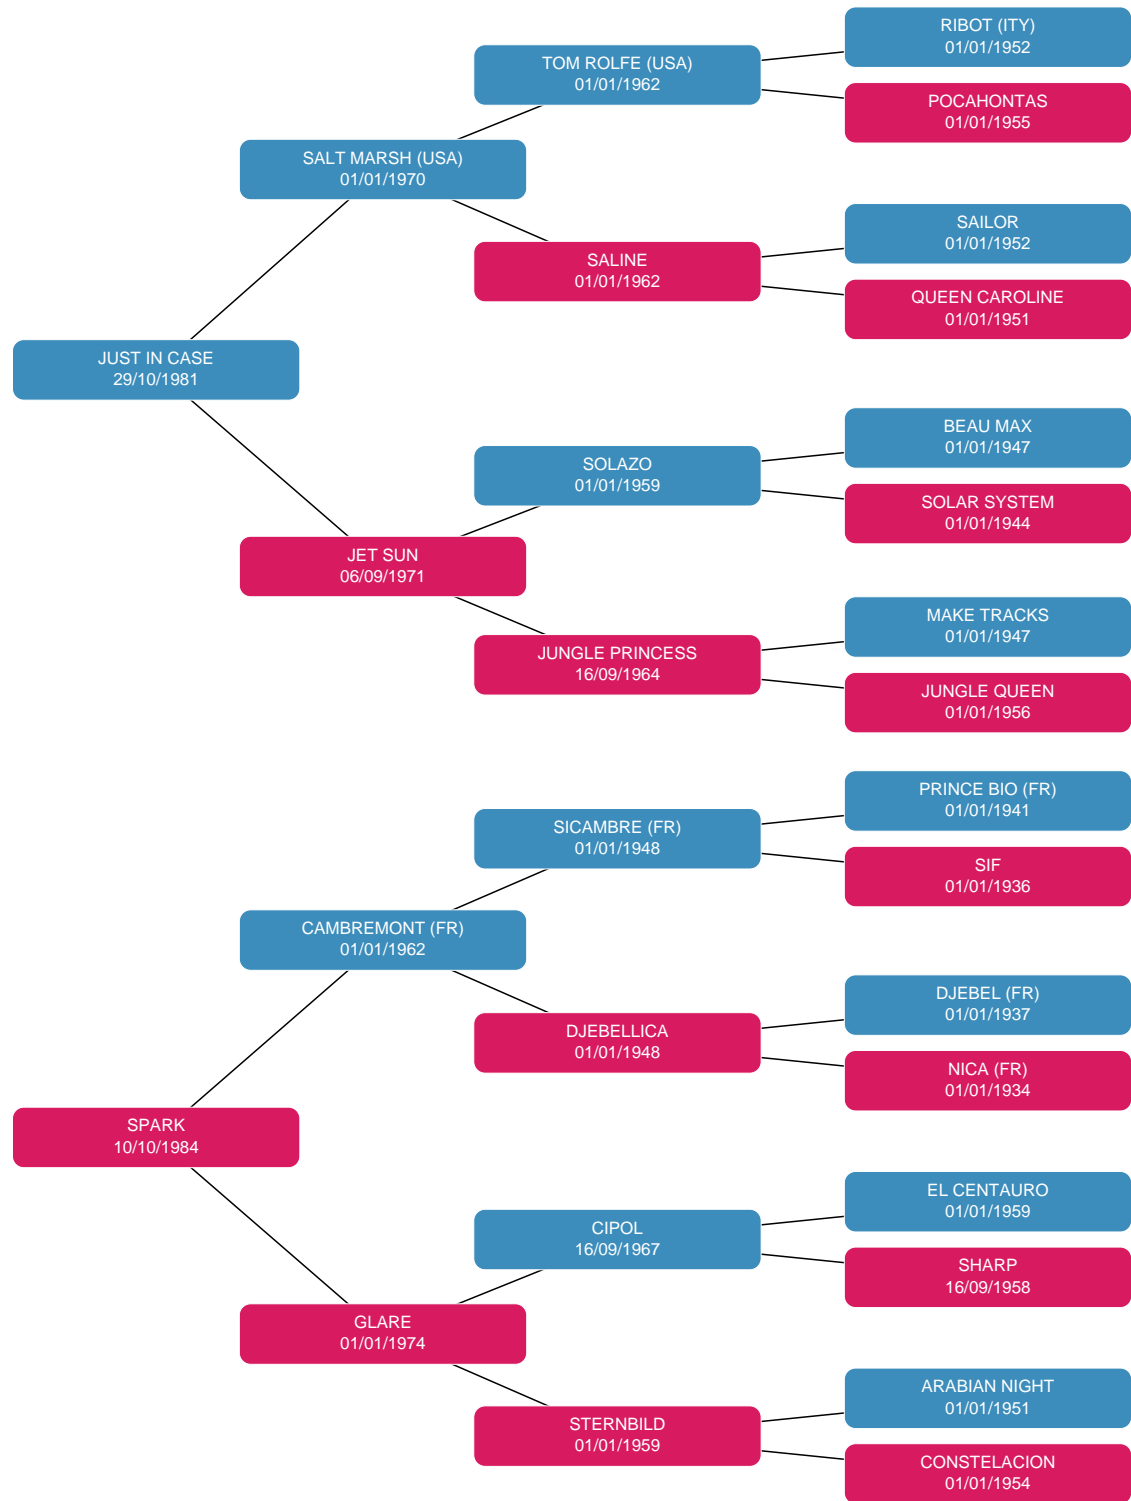 RIBOT (ITY)
01/01/1952
TOM ROLFE (USA)
01/01/1962
POCAHONTAS
01/01/1955
SALT MARSH (USA)
01/01/1970
SAILOR
01/01/1952
SALINE
01/01/1962
QUEEN CAROLINE
01/01/1951
JUST IN CASE
29/10/1981
BEAU MAX
01/01/1947
SOLAZO
01/01/1959
SOLAR SYSTEM
01/01/1944
JET SUN
06/09/1971
MAKE TRACKS
01/01/1947
JUNGLE PRINCESS
16/09/1964
JUNGLE QUEEN
01/01/1956
PRINCE BIO (FR)
01/01/1941
SICAMBRE (FR)
01/01/1948
SIF
01/01/1936
CAMBREMONT (FR)
01/01/1962
DJEBEL (FR)
01/01/1937
DJEBELLICA
01/01/1948
NICA (FR)
01/01/1934
SPARK
10/10/1984
EL CENTAURO
01/01/1959
CIPOL
16/09/1967
SHARP
16/09/1958
GLARE
01/01/1974
ARABIAN NIGHT
01/01/1951
STERNBILD
01/01/1959
CONSTELACION
01/01/1954